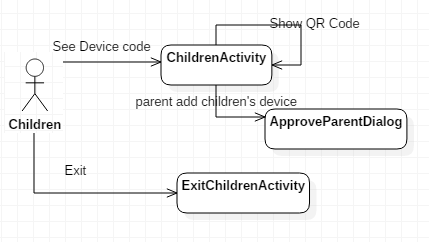 Show QR Code
See Device code
ChildrenActivity
parent add children's device
Children
ApproveParentDialog
Exit
ExitChildrenActivity